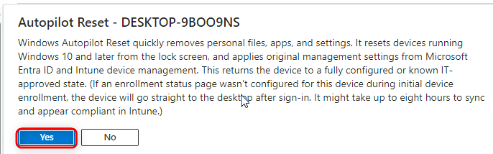 Autopilot Reset - DESKTOP-9BOO9NS
Windows Autopilot Reset quickly removes personal files, apps, and settings. It resets devices running
Windows 10 and later from the lock screen, and applies original management settings from Microsoft
Entra ID and Intune device management. This returns the device to a fully configured or known IT-
approved state. (If an enrollment status page wasn't configured for this device during initial device
enrollment, the device will go straight to the desktop after sign-in. It might take up to eight hours to sync
and appear compliant in Intune.)
Yes No